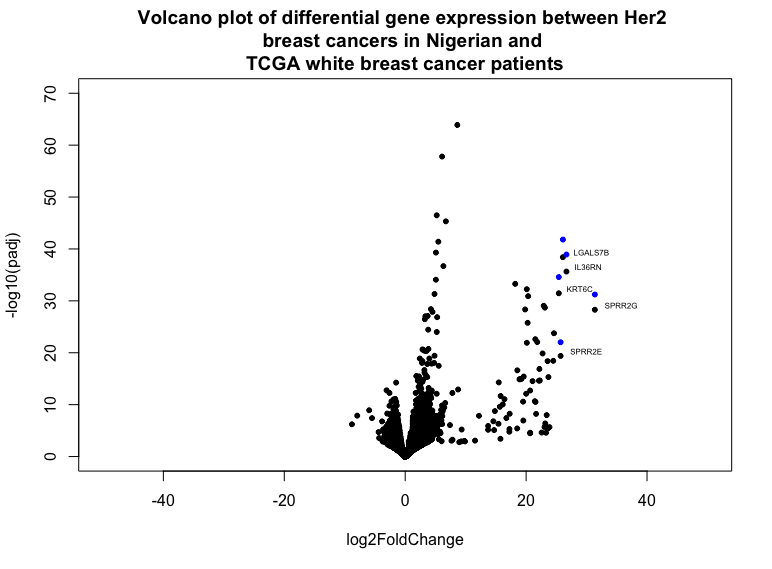 Volcano plot of differential gene expression between Her2
breast cancers in Nigerian and
TCGA white breast cancer patients
70
60
50
40
30
20
10
0
-log10(padj)
LGALS7B
IL36RN
KRT6C
SPRR2G
SPRR2E
-40 -20 0 20 40
log2FoldChange